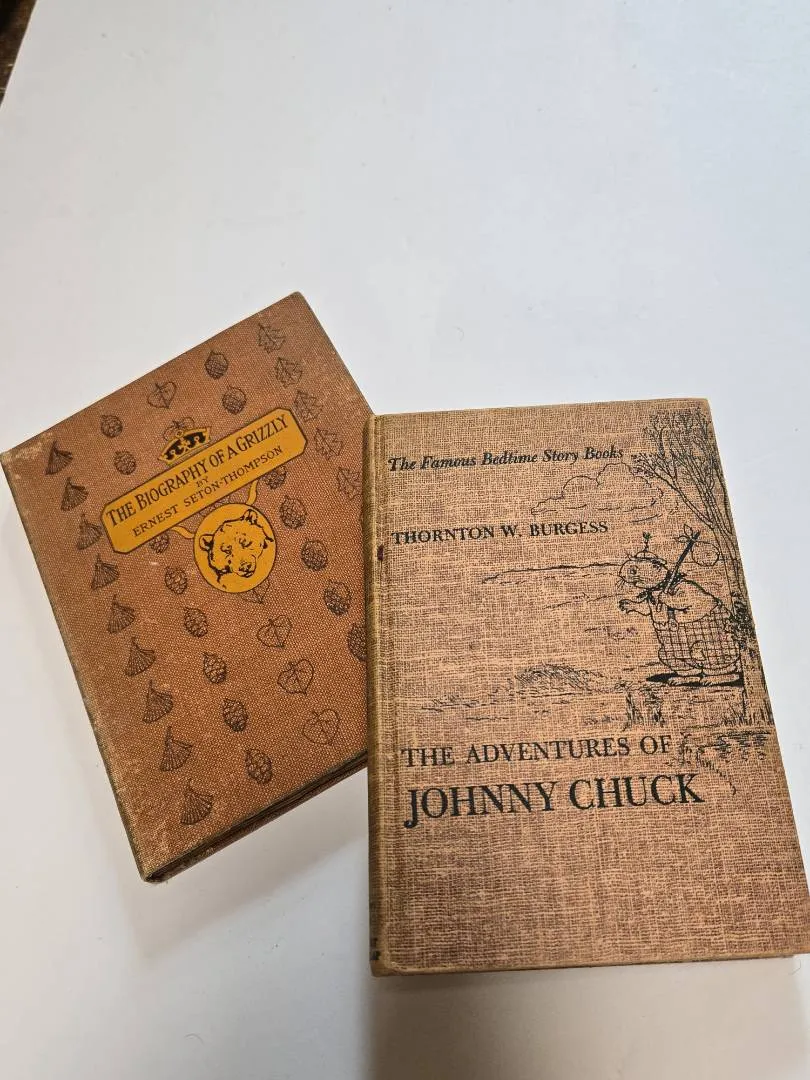 THE BIOGRAPHY OF A GRIZZLY
BY
ERNEST SETON-THOMPSON
The Famous Bedtime Story Books
THORNTON W. BURGESS
THE ADVENTURES OF
JOHNNY CHUCK